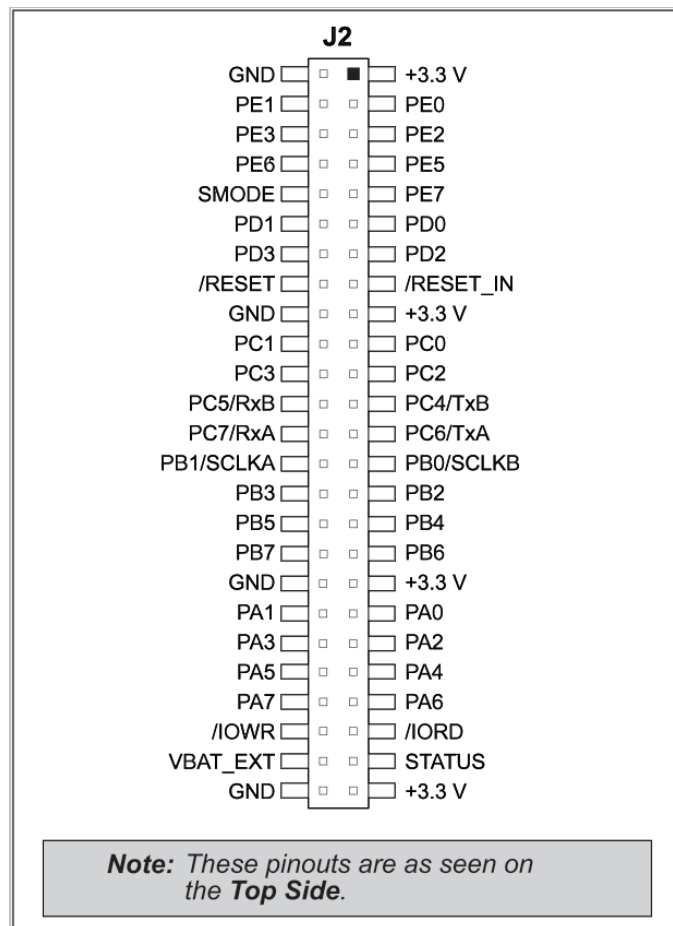 J2
GND +3.3 V
PE1 PE0
PE3 PE2
PE6 PE5
SMODE PE7
PD1 PD0
PD3 PD2
/RESET /RESET_IN
GND +3.3 V
PC1 PC0
PC3 PC2
PC5/RxB PC4/TxB
PC7/RxA PC6/TxA
PB1/SCLKA PB0/SCLKB
PB3 PB2
PB5 PB4
PB7 PB6
GND +3.3 V
PA1 PA0
PA3 PA2
PA5 PA4
PA7 PA6
/IOWR /IORD
VBAT_EXT STATUS
GND +3.3 V
Note: These pinouts are as seen on
the Top Side.